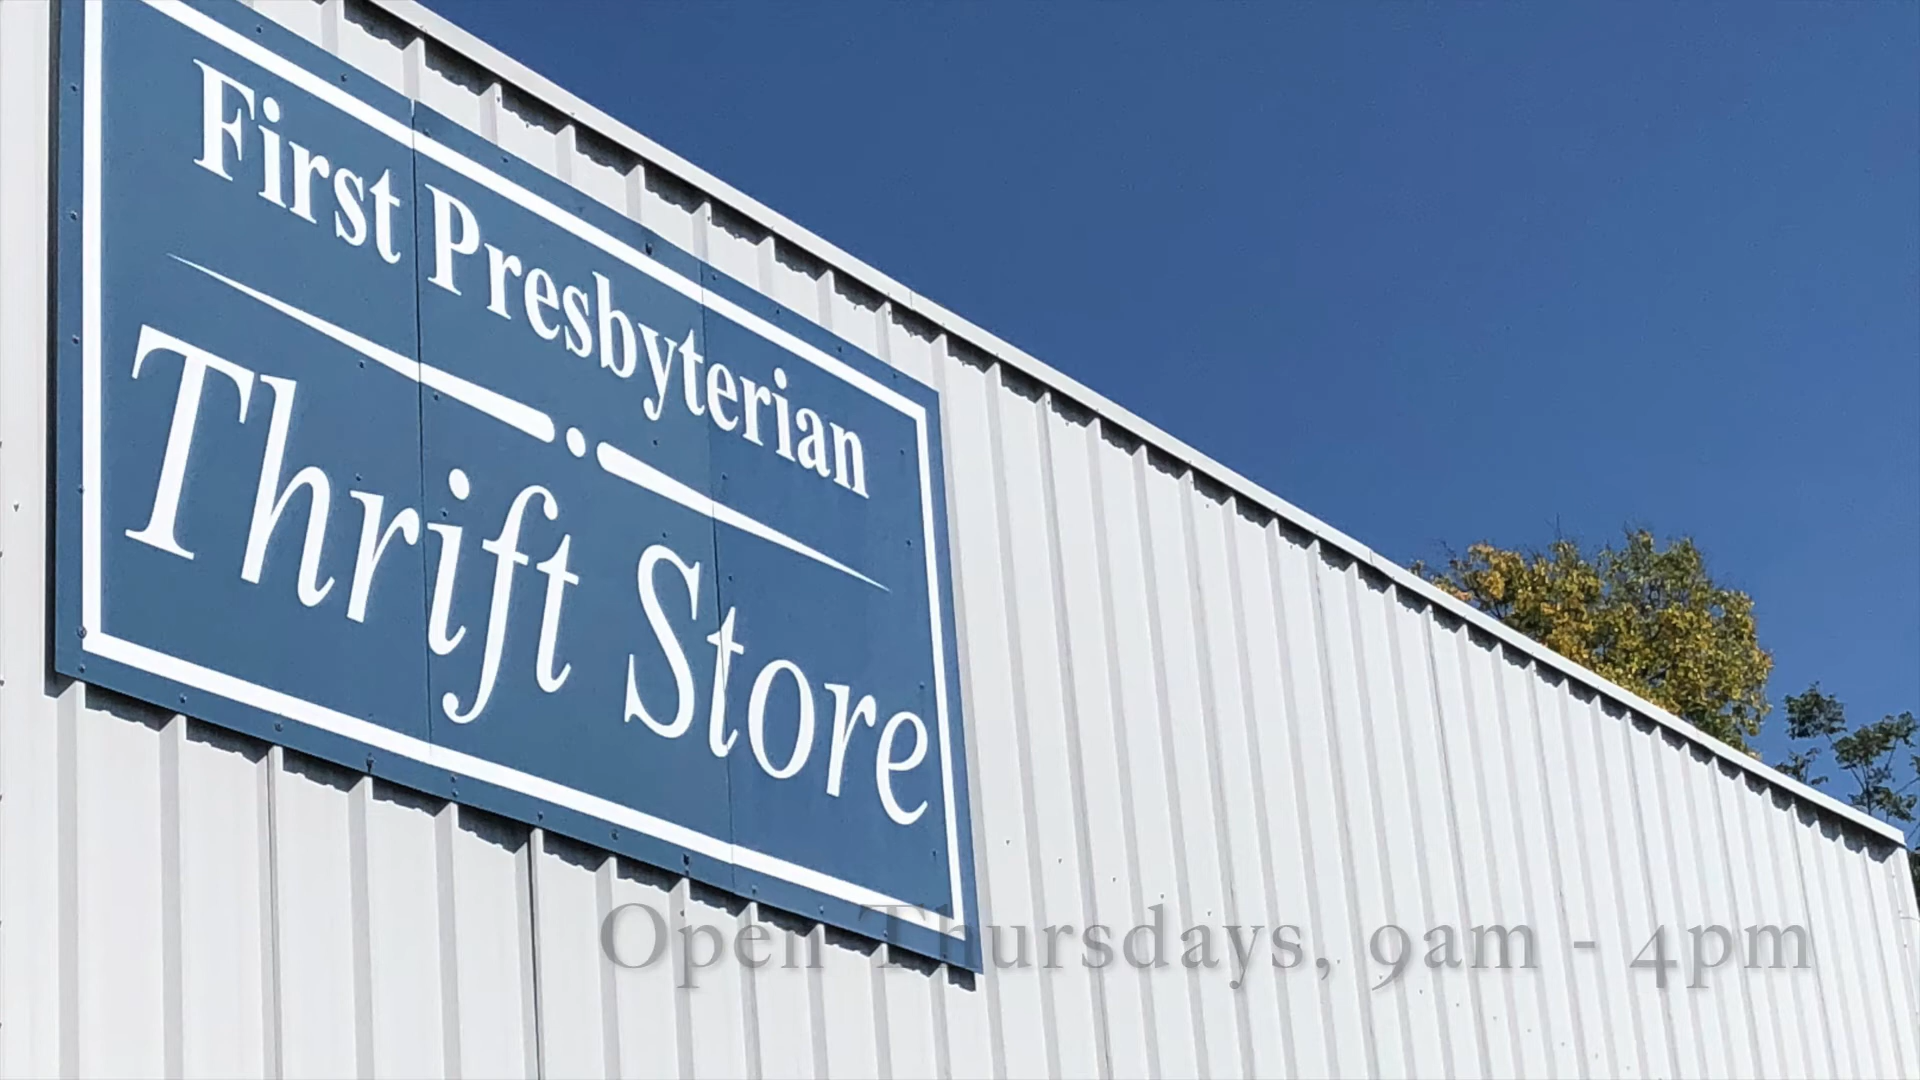 First Presbyterian
Thrift Store
Open Thursdays, 9am - 4pm